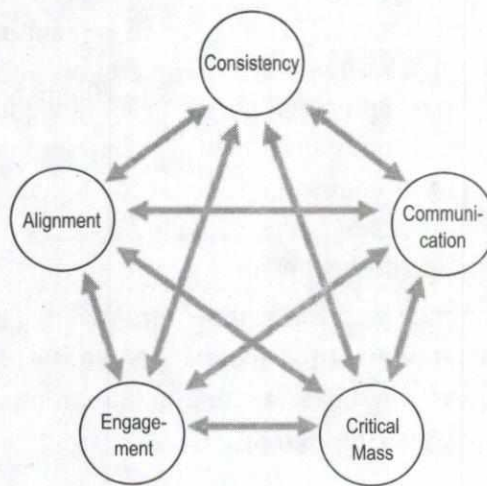 Consistency
Alignment
Communi-
cation
Engage-
ment
Critical
Mass